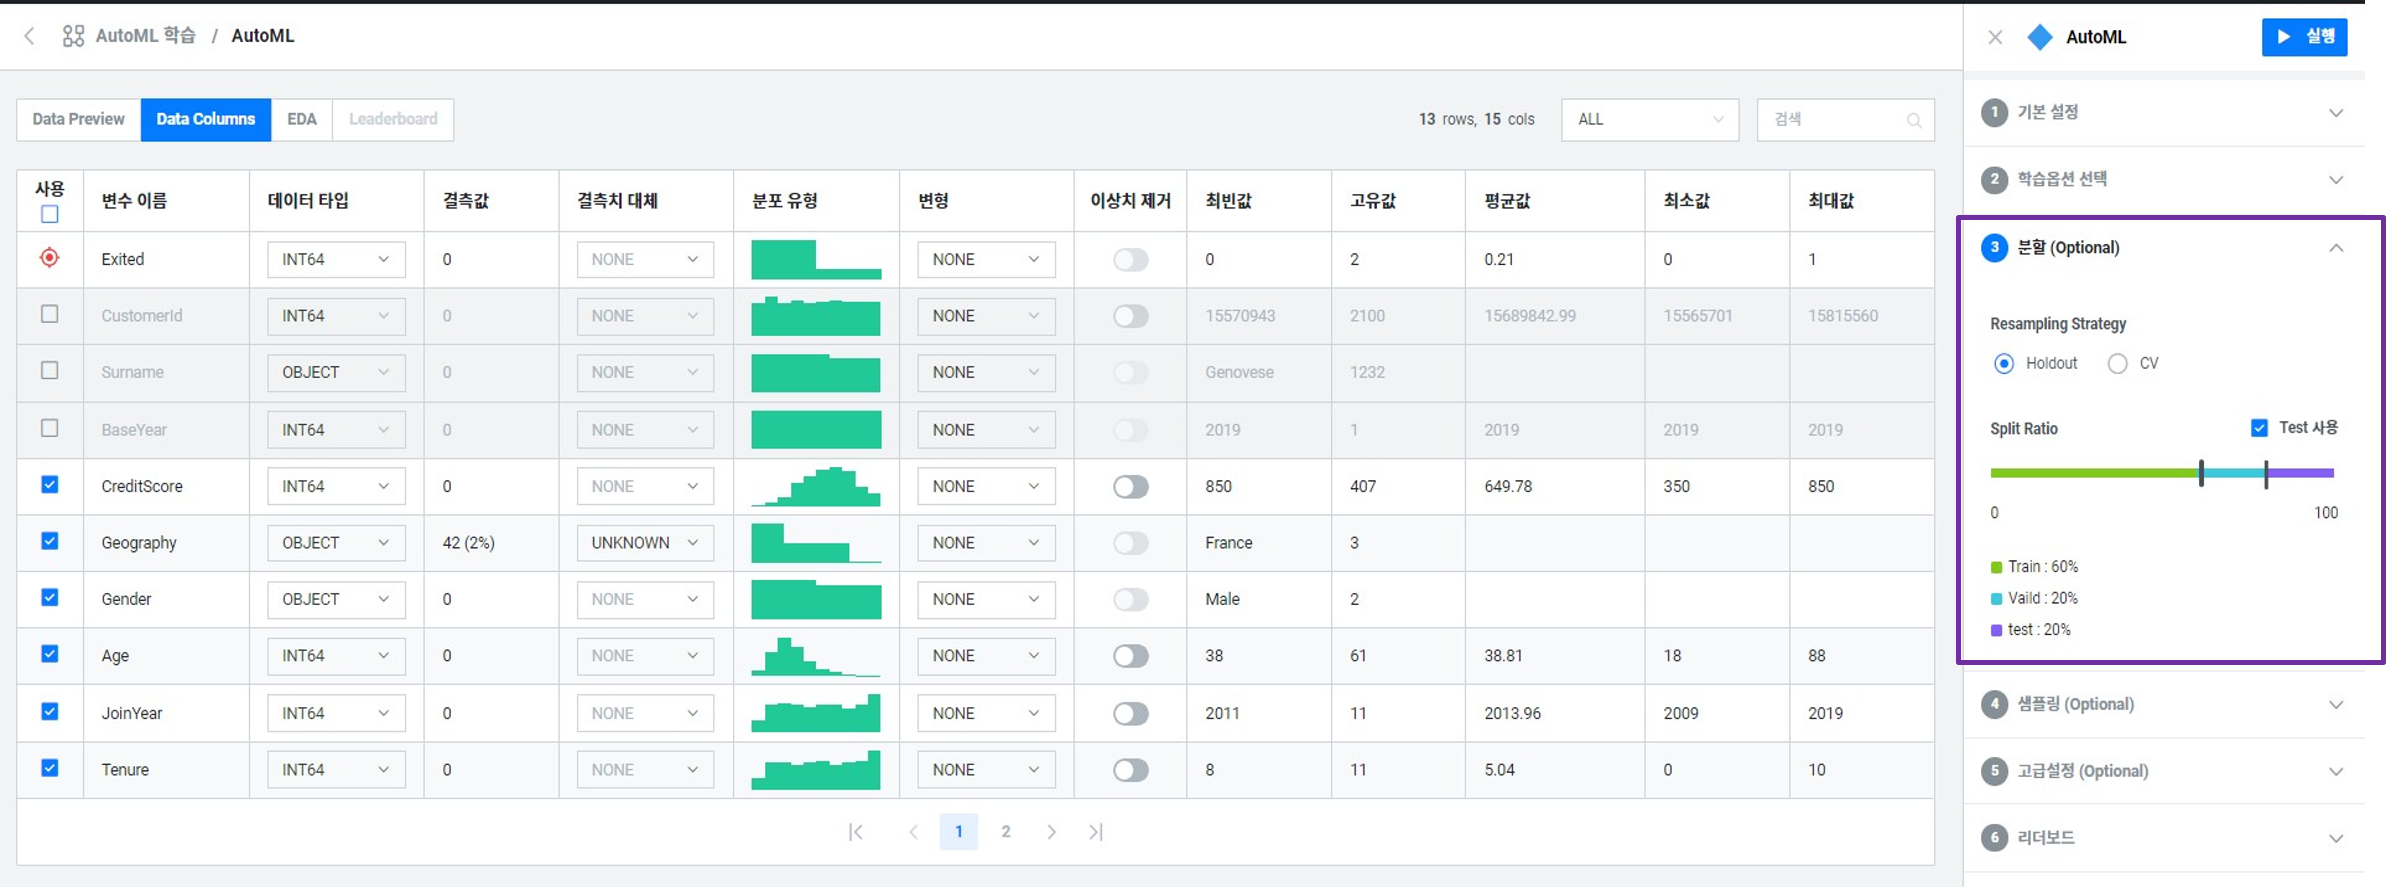 AutoML 학습 / AutoML
AutoML
실행
Data Preview
Data Columns
EDA
Leaderboard
13 rows, 15 cols
ALL
검색
사용 변수 이름 데이터 타입 결측값 결측치 대체 분포 유형 변형 이상치 제거 최빈값 고유값 평균값 최소값 최대값
Exited INT64 0 NONE NONE 0 2 0.21 0 1
CustomerId INT64 0 NONE NONE 15570943 2100 15689842.99 15565701 15815560
Surname OBJECT 0 NONE NONE Genovese 1232
BaseYear INT64 0 NONE NONE 2019 1 2019 2019 2019
CreditScore INT64 0 NONE NONE 850 407 649.78 350 850
Geography OBJECT 42 (2%) UNKNOWN NONE France 3
Gender OBJECT 0 NONE NONE Male 2
Age INT64 0 NONE NONE 38 61 38.81 18 88
JoinYear INT64 0 NONE NONE 2011 11 2013.96 2009 2019
Tenure INT64 0 NONE NONE 8 11 5.04 0 10
1 2
1 기본 설정
2 학습옵션 선택
3 분할 (Optional)
Resampling Strategy
Holdout CV
Split Ratio Test 사용
0 100
Train : 60%
Vaild : 20%
test : 20%
4 샘플링 (Optional)
5 고급설정 (Optional)
6 리더보드